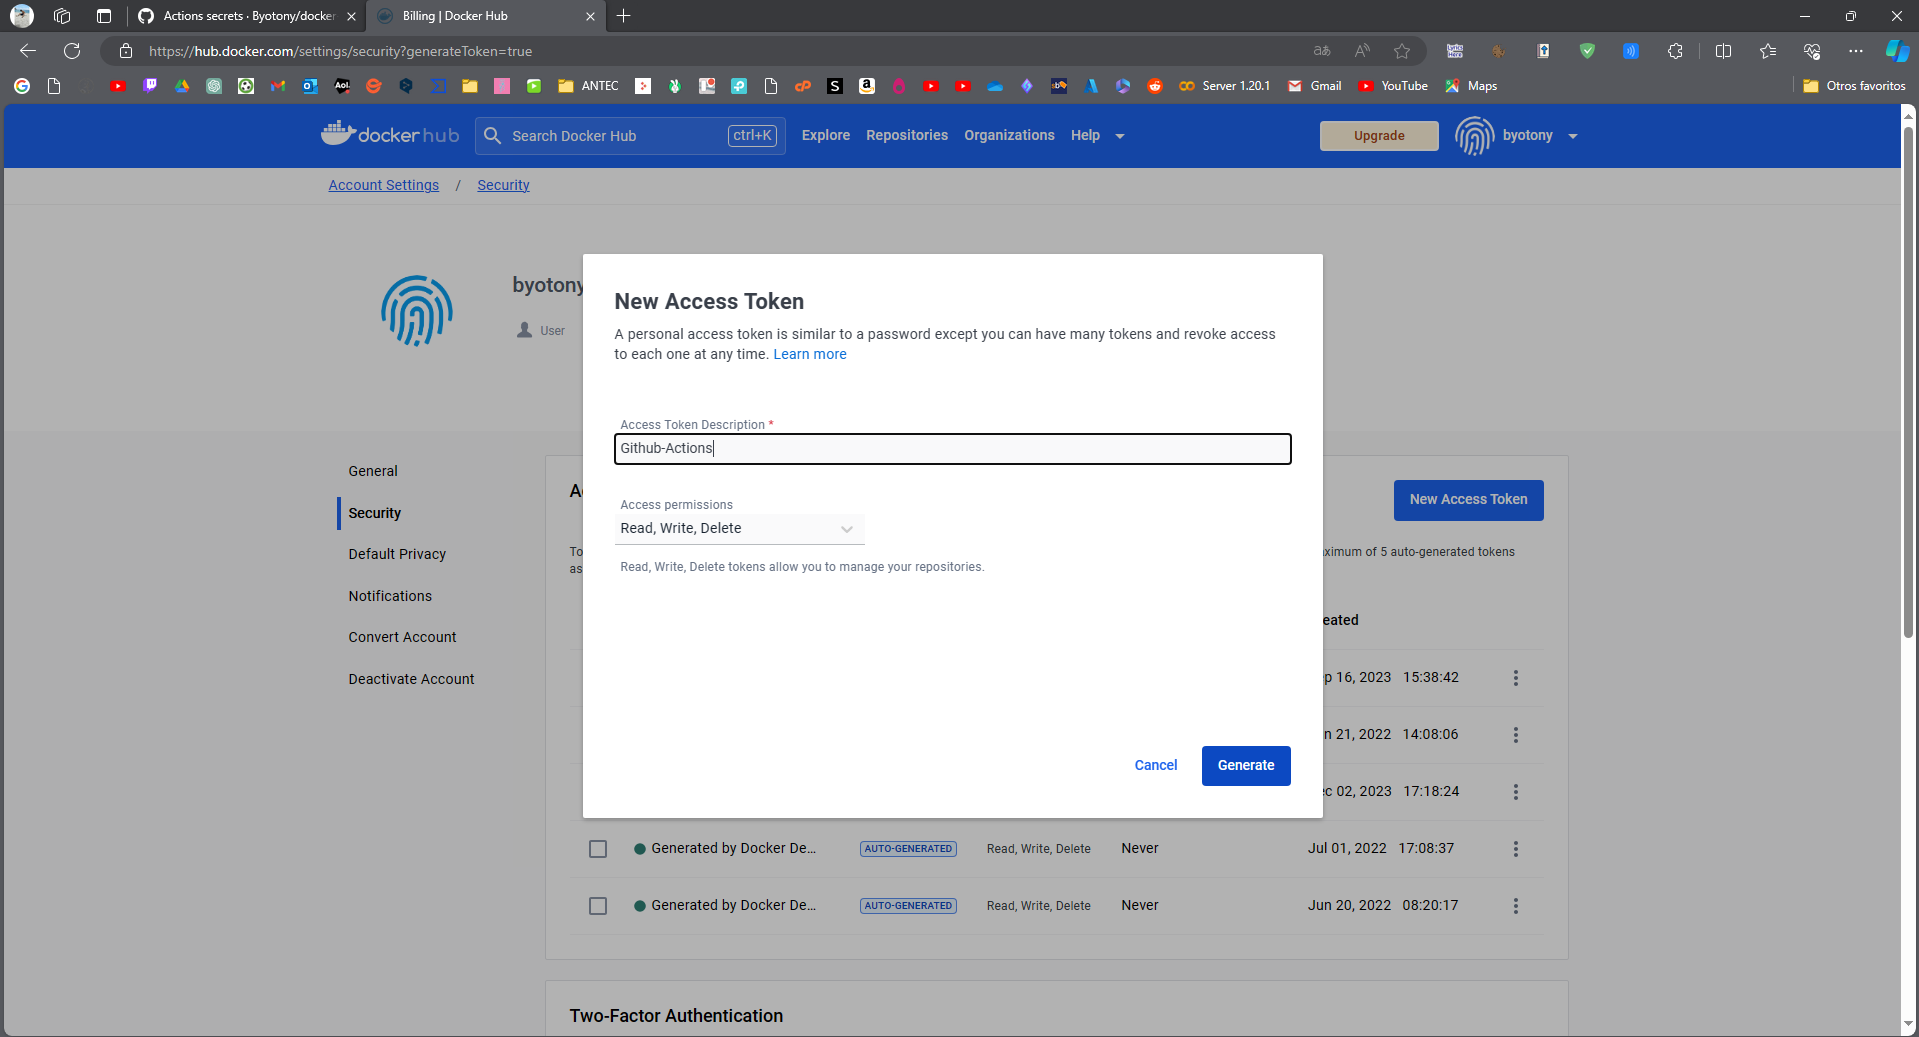 Actions secrets · Byotony/docker
Billing | Docker Hub
https://hub.docker.com/settings/security?generateToken=true
ANTEC
Server 1.20.1
Gmail
YouTube
Maps
Otros favoritos
docker hub
Search Docker Hub
ctrl+K
Explore
Repositories
Organizations
Help
Upgrade
byotony
Account Settings / Security
byotony
User
New Access Token
A personal access token is similar to a password except you can have many tokens and revoke access
to each one at any time. Learn more
Access Token Description *
Github-Actions
Access permissions
Read, Write, Delete
Read, Write, Delete tokens allow you to manage your repositories.
Cancel
Generate
General
Security
Default Privacy
Notifications
Convert Account
Deactivate Account
New Access Token
of 5 auto-generated tokens
16, 2023 15:38:42
21, 2022 14:08:06
02, 2023 17:18:24
Generated by Docker De... AUTO-GENERATED Read, Write, Delete Never Jul 01, 2022 17:08:37
Generated by Docker De... AUTO-GENERATED Read, Write, Delete Never Jun 20, 2022 08:20:17
Two-Factor Authentication